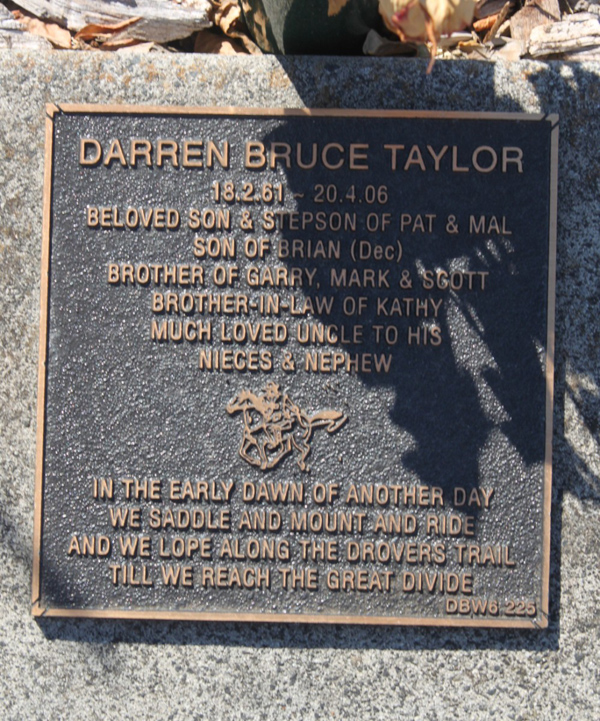 DARREN BRUCE TAYLOR
18.2.61 ~ 20.4.06
BELOVED SON & STEPSON OF PAT & MAL
SON OF BRIAN (Dec)
BROTHER OF GARRY, MARK & SCOTT
BROTHER-IN-LAW OF KATHY
MUCH LOVED UNCLE TO HIS
NIECES & NEPHEW
IN THE EARLY DAWN OF ANOTHER DAY
WE SADDLE AND MOUNT AND RIDE
AND WE LOPE ALONG THE DROVERS TRAIL
TILL WE REACH THE GREAT DIVIDE
DBW6 225